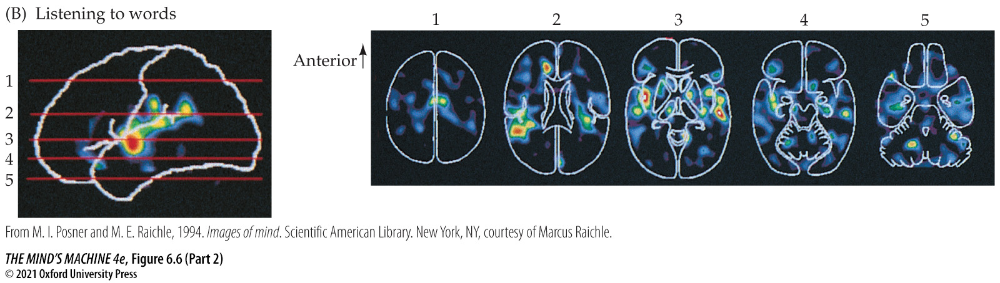 (B) Listening to words
1 2 3 4 5
Anterior
1
2
3
4
5
From M. I. Posner and M. E. Raichle, 1994. Images of mind. Scientific American Library. New York, NY, courtesy of Marcus Raichle.
THE MIND'S MACHINE 4e, Figure 6.6 (Part 2)
© 2021 Oxford University Press